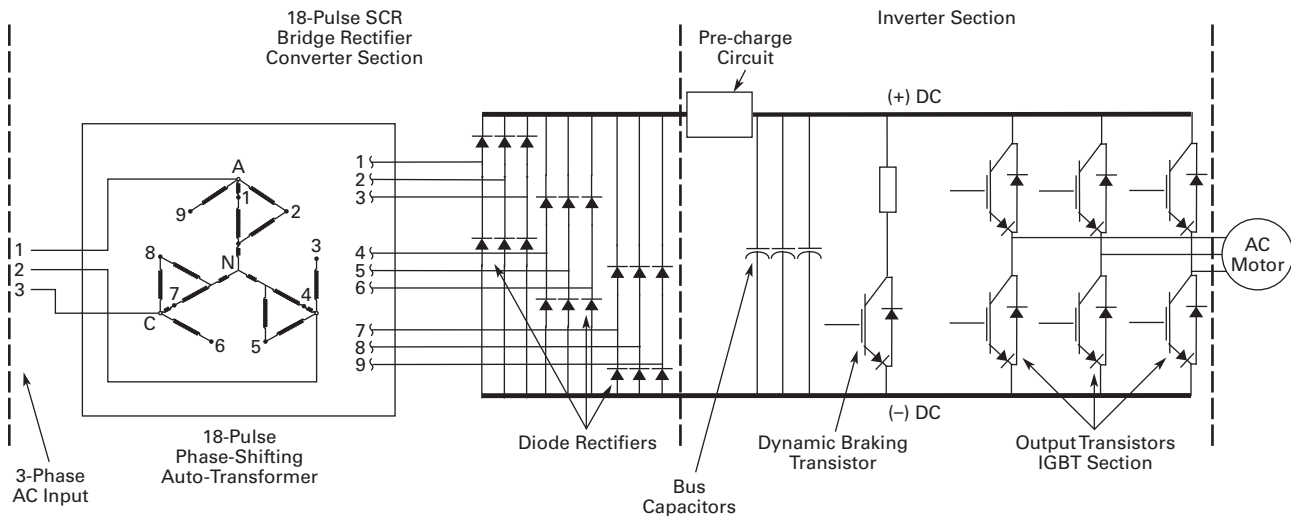 18-Pulse SCR
Bridge Rectifier
Converter Section
Inverter Section
Pre-charge
Circuit
(+) DC
A
1
9
2
1
2
3
8
N
3
7
4
C
6
5
1
2
3
4
5
6
7
8
9
AC
Motor
(–) DC
18-Pulse
Phase-Shifting
Auto-Transformer
3-Phase
AC Input
Diode Rectifiers
Bus
Capacitors
Dynamic Braking
Transistor
Output Transistors
IGBT Section